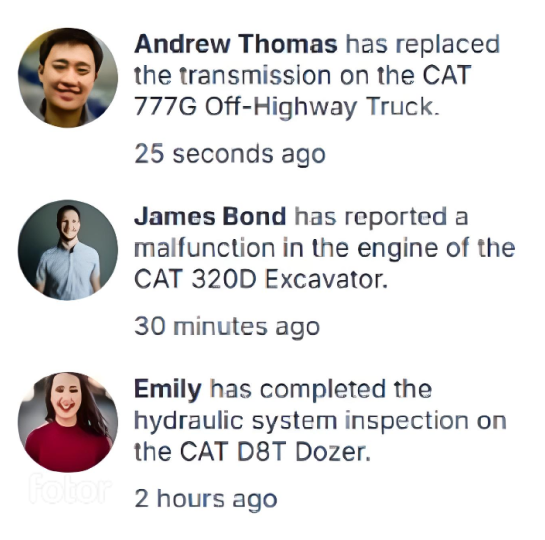 Andrew Thomas has replaced
the transmission on the CAT
777G Off-Highway Truck.
25 seconds ago
James Bond has reported a
malfunction in the engine of the
CAT 320D Excavator.
30 minutes ago
Emily has completed the
hydraulic system inspection on
the CAT D8T Dozer.
fotor
2 hours ago